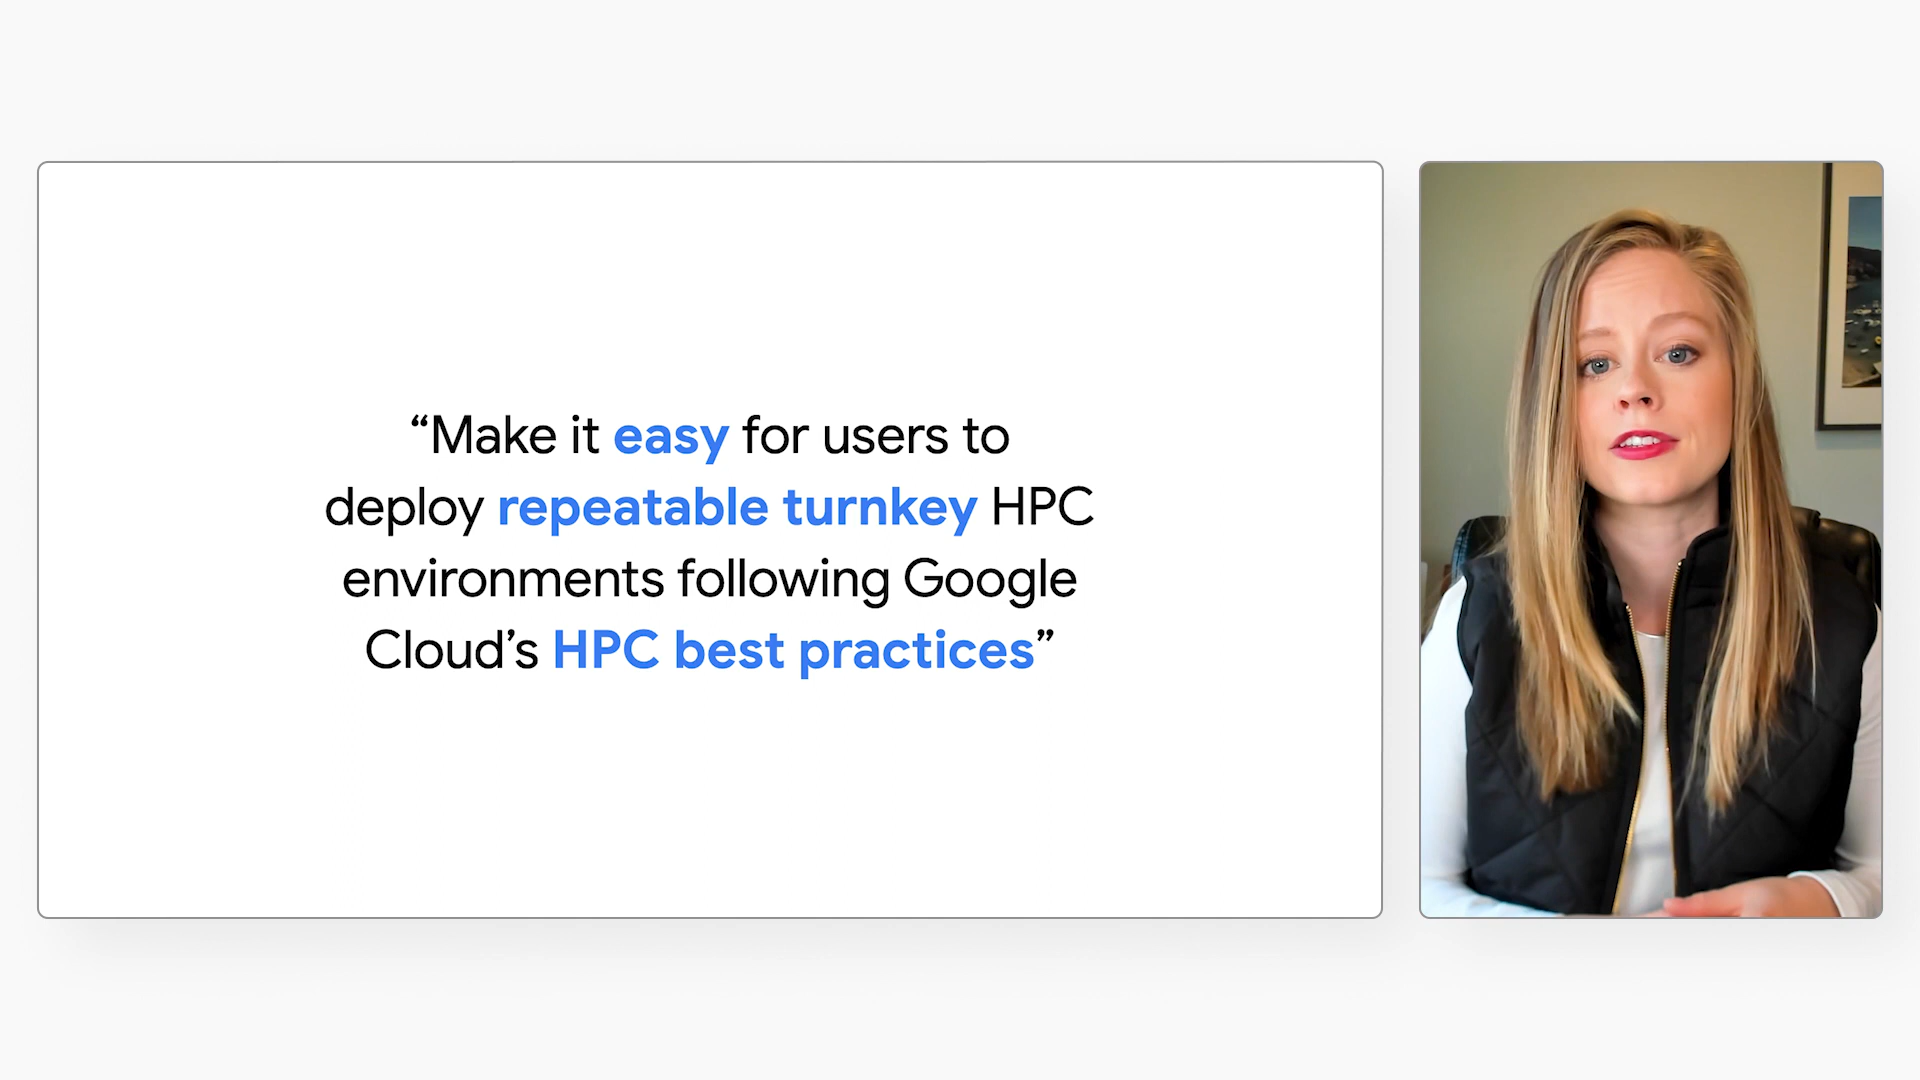 “Make it easy for users to
deploy repeatable turnkey HPC
environments following Google
Cloud’s HPC best practices”